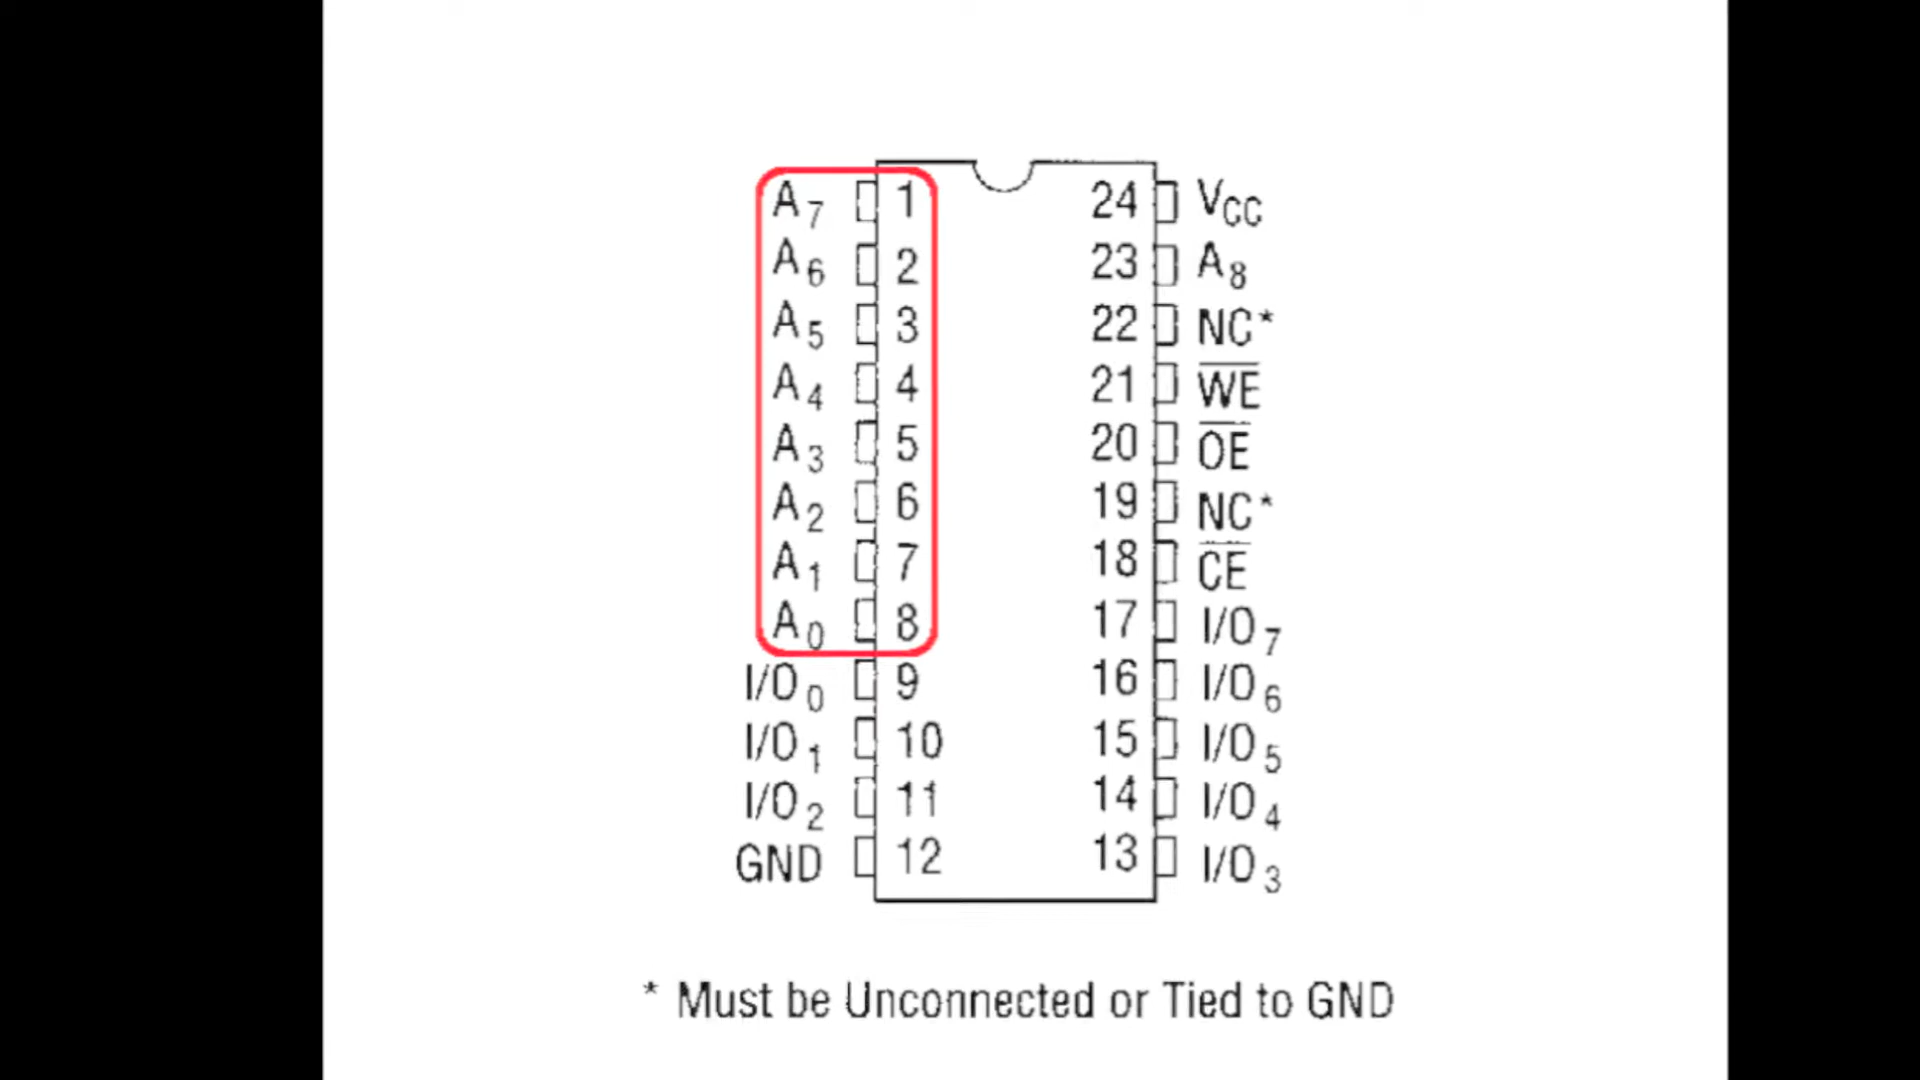 A7 1 24 VCC
A6 2 23 A8
A5 3 22 NC*
A4 4 21 WE
A3 5 20 OE
A2 6 19 NC*
A1 7 18 CE
A0 8 17 I/O7
I/O0 9 16 I/O6
I/O1 10 15 I/O5
I/O2 11 14 I/O4
GND 12 13 I/O3
* Must be Unconnected or Tied to GND